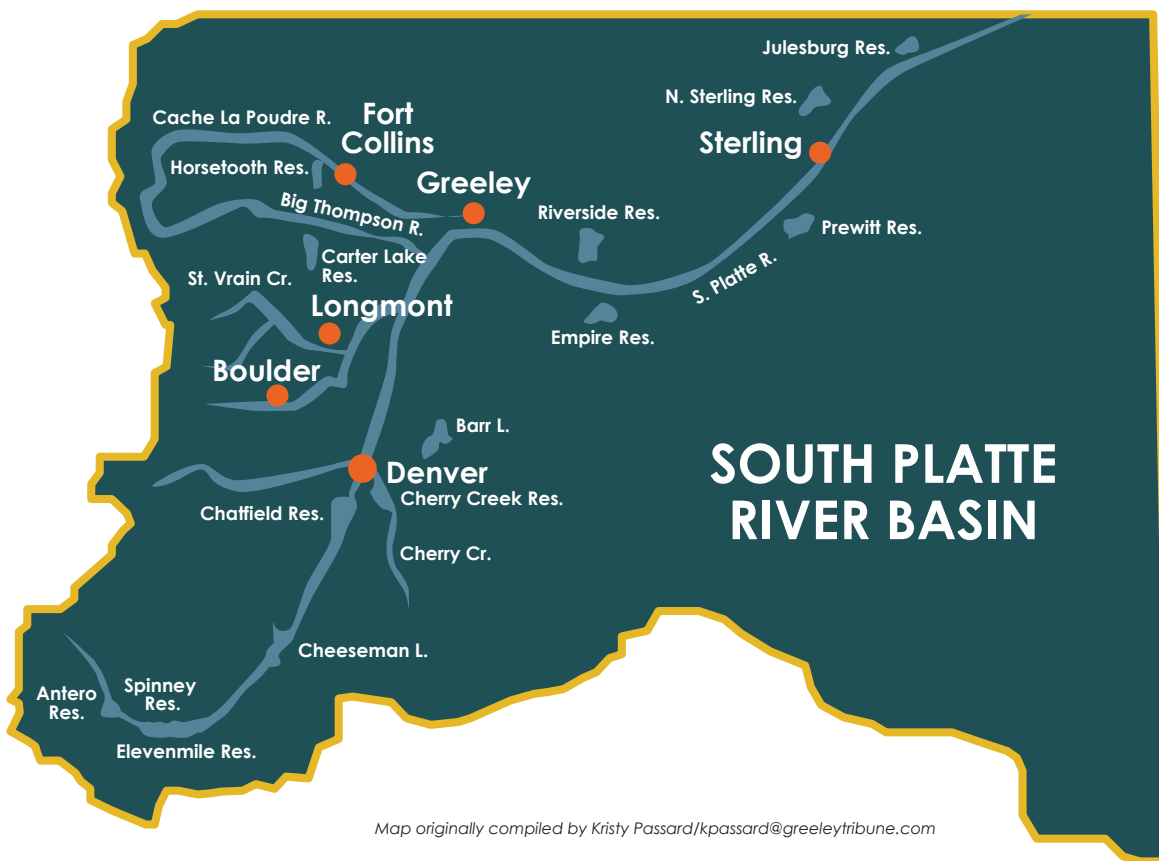 Julesburg Res.
N. Sterling Res.
Cache La Poudre R.
Fort
Collins
Sterling
Horsetooth Res.
Greeley
Big Thompson R.
Riverside Res.
Prewitt Res.
Carter Lake
Res.
St. Vrain Cr.
S. Platte R.
Longmont
Empire Res.
Boulder
Barr L.
SOUTH PLATTE
RIVER BASIN
Denver
Cherry Creek Res.
Chatfield Res.
Cherry Cr.
Cheeseman L.
Antero
Res.
Spinney
Res.
Elevenmile Res.
Map originally compiled by Kristy Passard/kpassard@greeleytribune.com